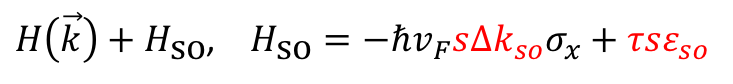 H(k⃗) + H_SO, H_SO = −ħv_F sΔk_so σ_x + τsε_so